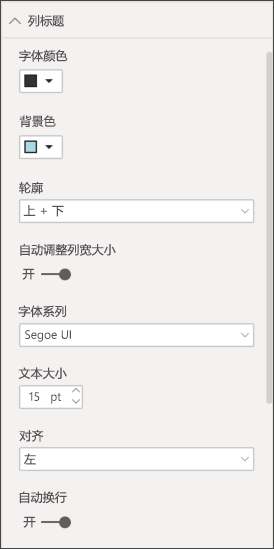 列标题
字体颜色
背景色
轮廓
上 + 下
自动调整列宽大小
开
字体系列
Segoe UI
文本大小
15 pt
对齐
左
自动换行
开